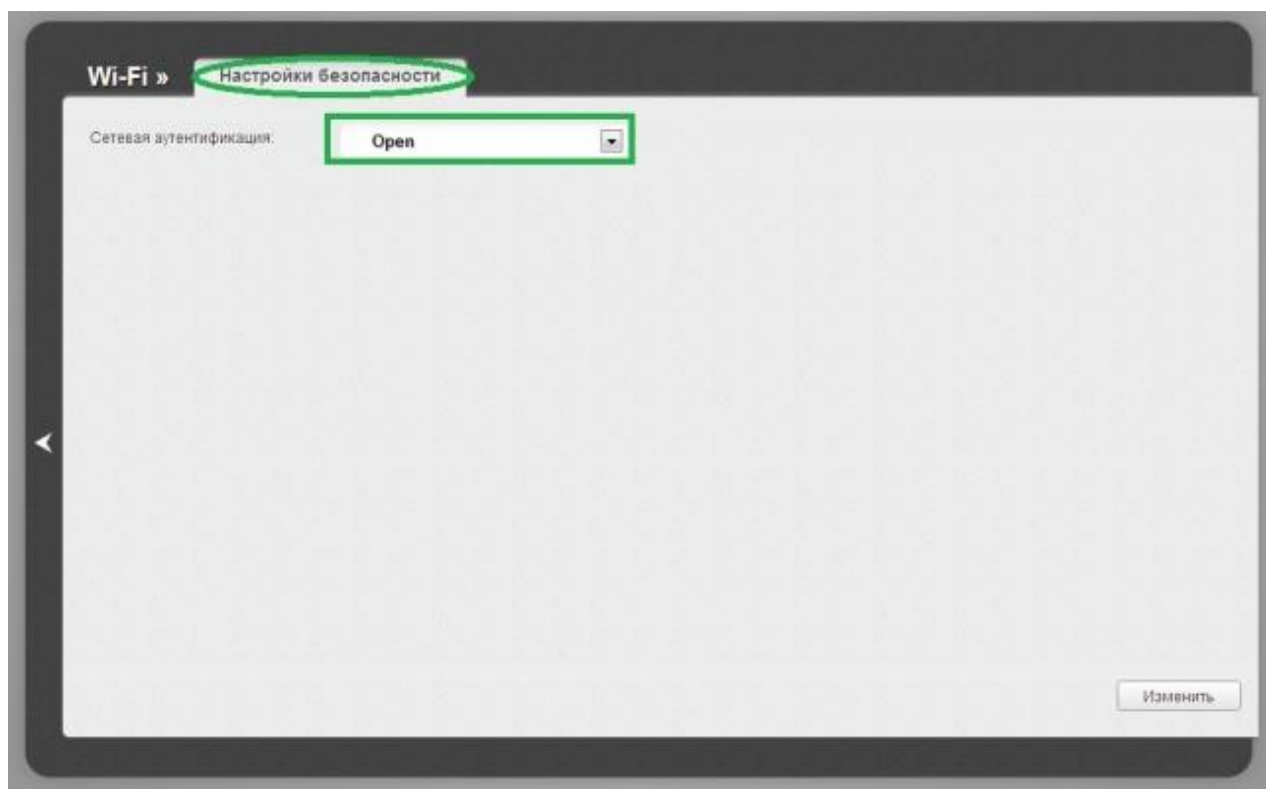 Wi-Fi » Настройки безопасности
Сетевая аутентификация: Open
Изменить